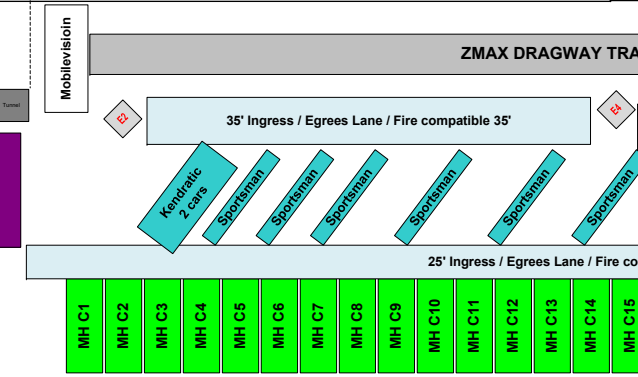 Mobilevisioin
ZMAX DRAGWAY TRA
Tunnel
E2
E4
35' Ingress / Egrees Lane / Fire compatible 35'
Kendratic
2 cars
Sportsman
Sportsman
Sportsman
Sportsman
Sportsman
Sportsman
25' Ingress / Egrees Lane / Fire co
MH C1
MH C2
MH C3
MH C4
MH C5
MH C6
MH C7
MH C8
MH C9
MH C10
MH C11
MH C12
MH C13
MH C14
MH C15